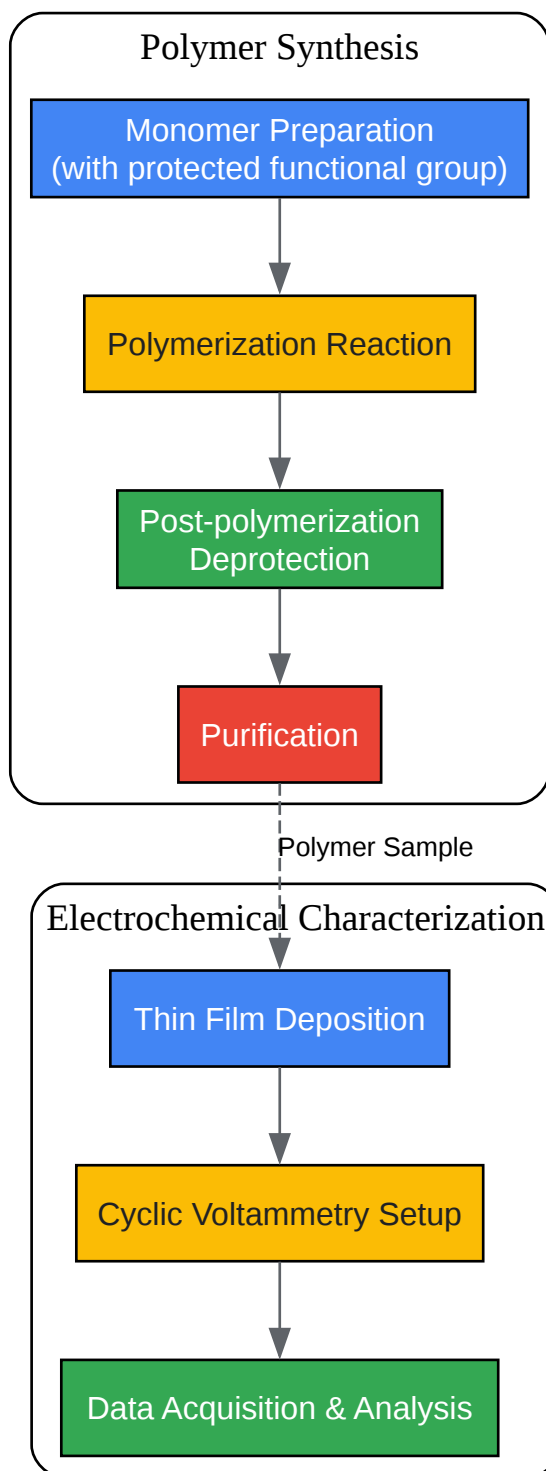 Polymer Synthesis
Monomer Preparation
(with protected functional group)
Polymerization Reaction
Post-polymerization
Deprotection
Purification
Polymer Sample
Electrochemical Characterization
Thin Film Deposition
Cyclic Voltammetry Setup
Data Acquisition & Analysis